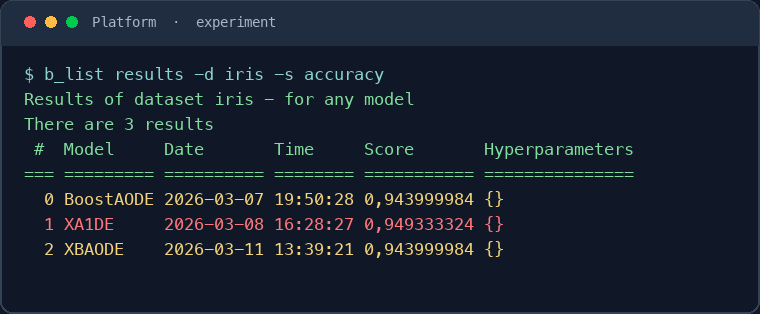 Platform · experiment
$ b_list results -d iris -s accuracy
Results of dataset iris - for any model
There are 3 results
 #  Model     Date       Time     Score       Hyperparameters
=== ========= ========== ======== =========== ===============
  0 BoostAODE 2026-03-07 19:50:28 0,943999984 {}
  1 XA1DE     2026-03-08 16:28:27 0,949333324 {}
  2 XBAODE    2026-03-11 13:39:21 0,943999984 {}